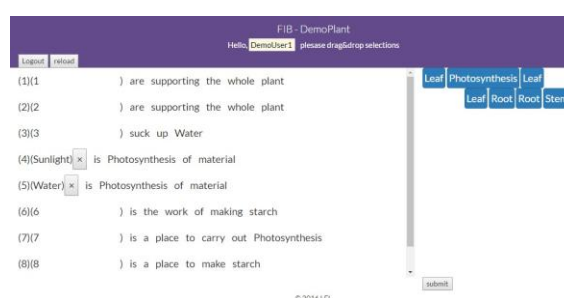 FIB - DemoPlant
Hello, DemoUser1 plesase drag&drop selections
Logout reload
(1)(1 ) are supporting the whole plant
(2)(2 ) are supporting the whole plant
(3)(3 ) suck up Water
(4)(Sunlight) × is Photosynthesis of material
(5)(Water) × is Photosynthesis of material
(6)(6 ) is the work of making starch
(7)(7 ) is a place to carry out Photosynthesis
(8)(8 ) is a place to make starch
Leaf Photosynthesis Leaf
Leaf Root Root Stem
submit